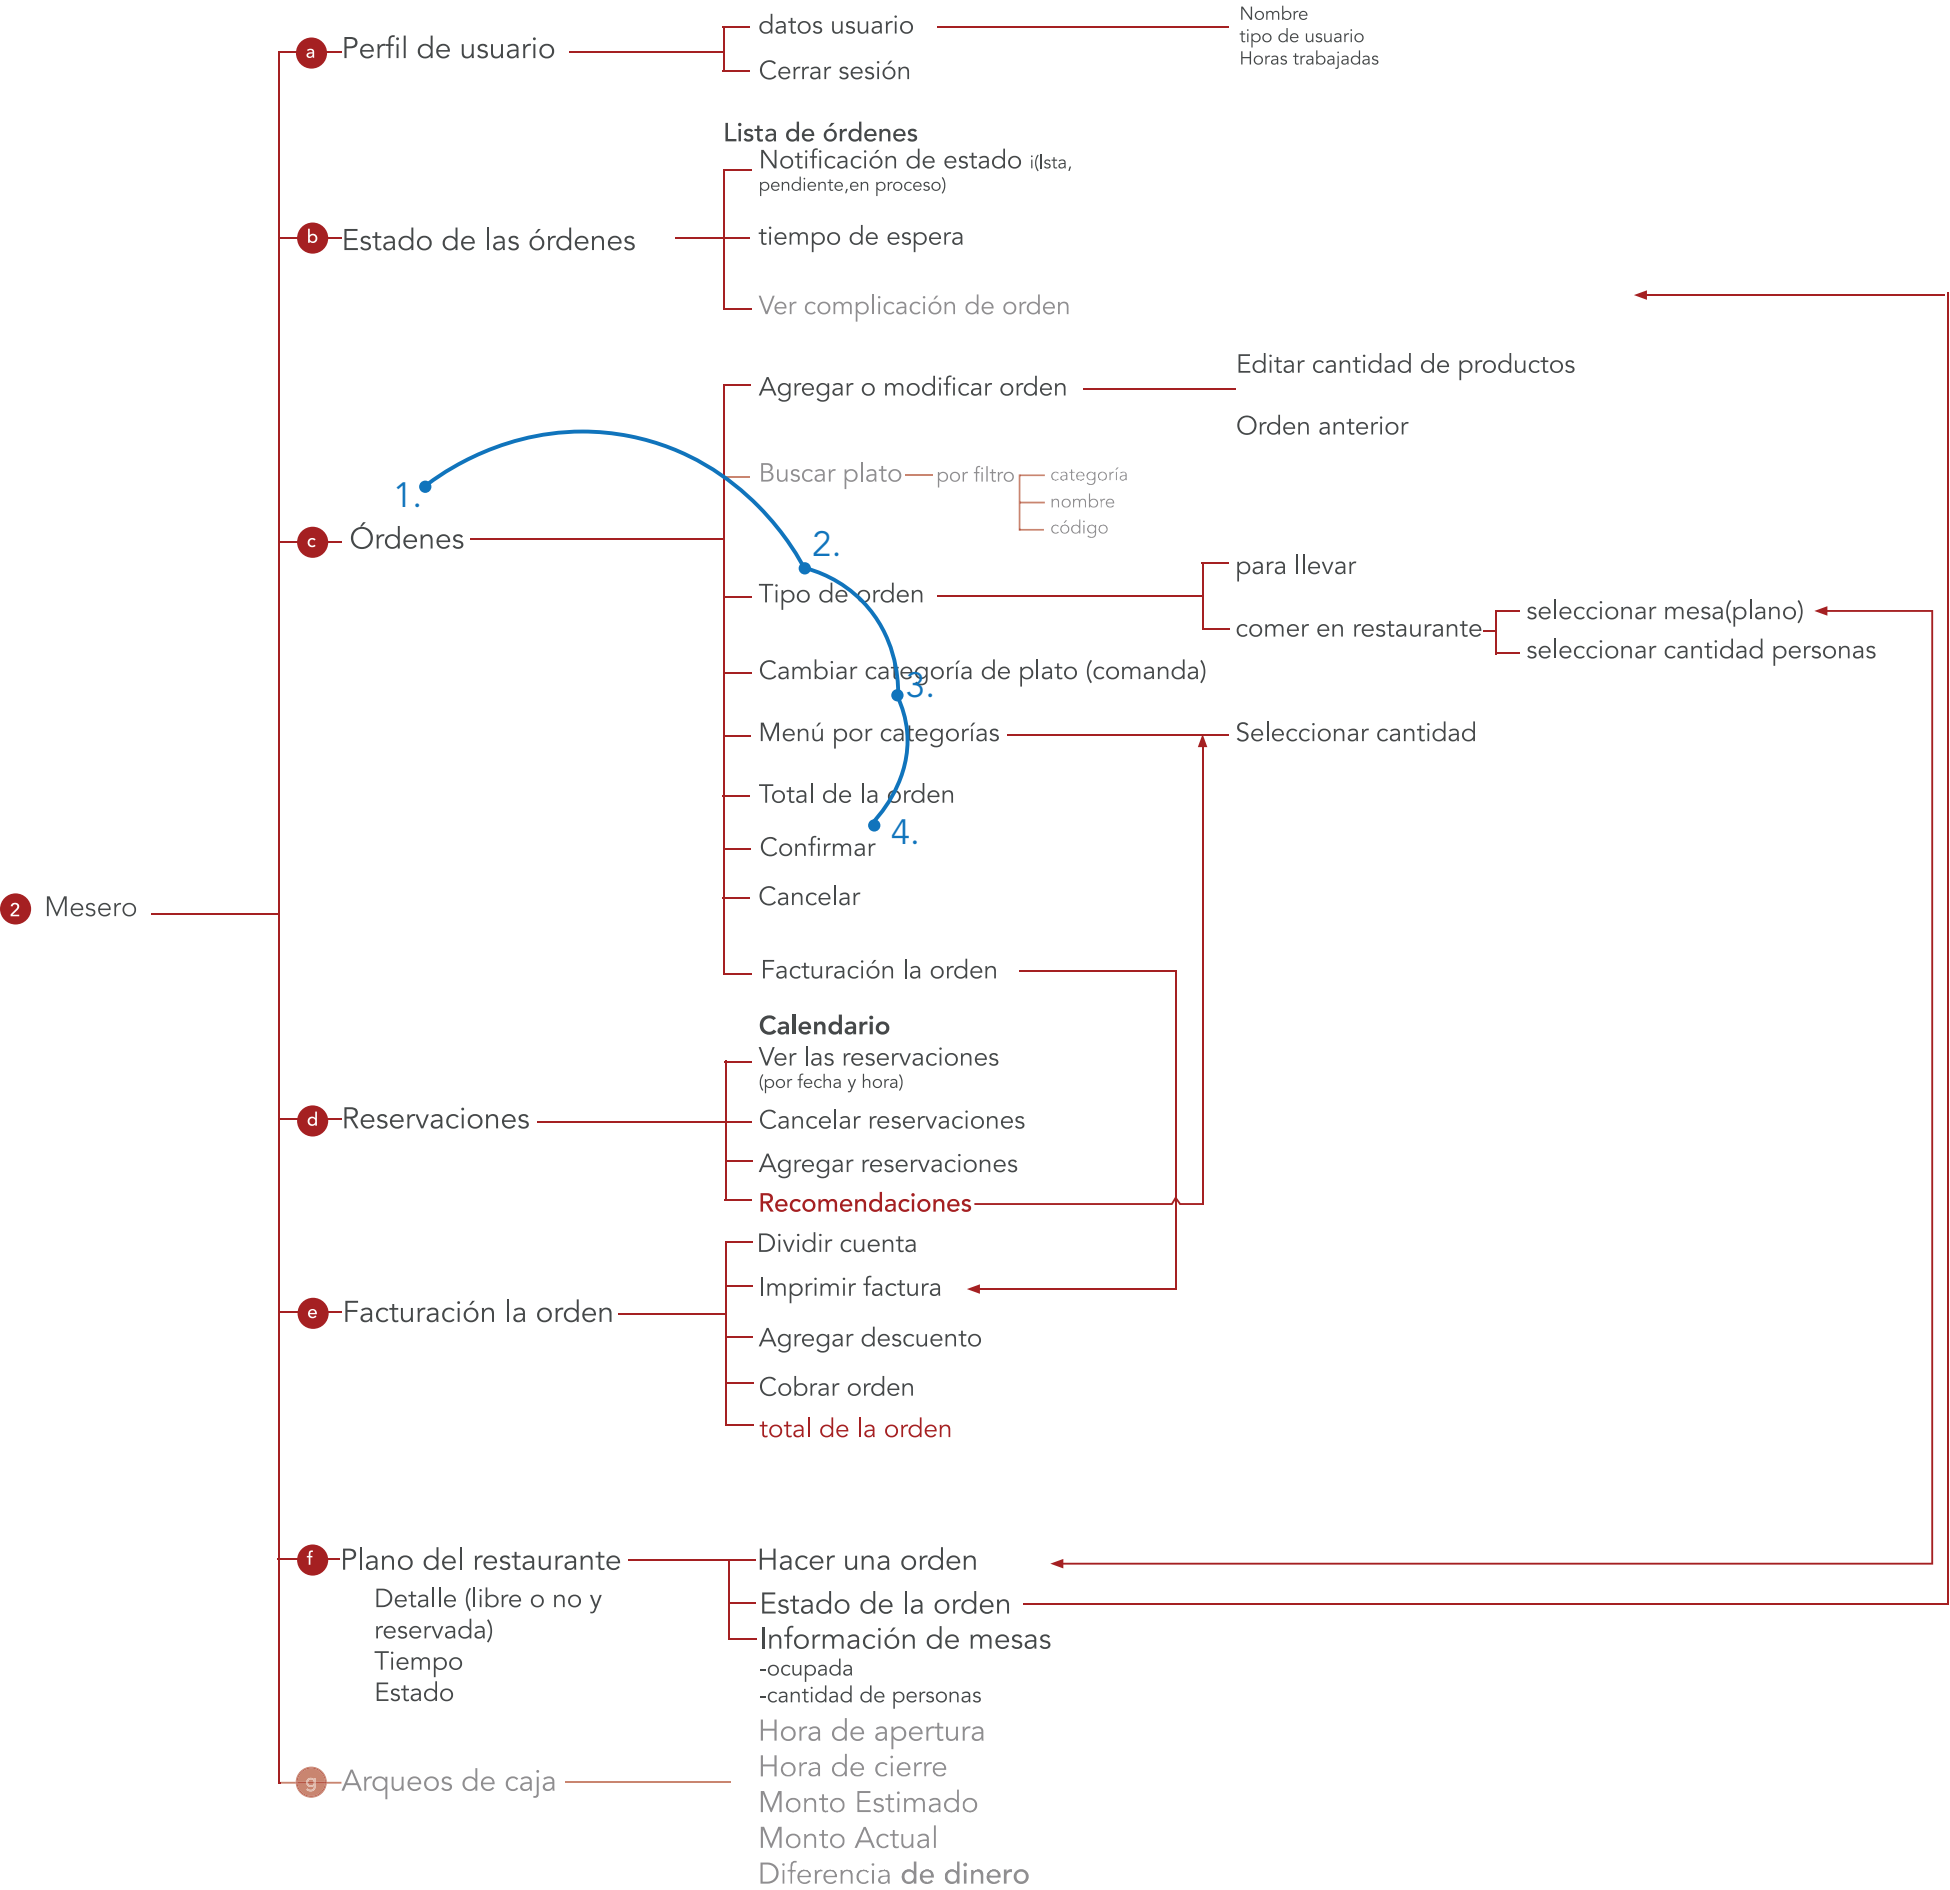 a
Perfil de usuario
datos usuario
Nombre
tipo de usuario
Horas trabajadas
Cerrar sesión
Lista de órdenes
Notificación de estado i(lsta,
pendiente,en proceso)
b
Estado de las órdenes
tiempo de espera
Ver complicación de orden
Agregar o modificar orden
Editar cantidad de productos
Orden anterior
1.
Buscar plato
por filtro
categoría
nombre
código
c
Órdenes
2.
Tipo de orden
para llevar
comer en restaurante
seleccionar mesa(plano)
seleccionar cantidad personas
Cambiar categoría de plato (comanda)
3.
Menú por categorías
Seleccionar cantidad
Total de la orden
4.
Confirmar
Cancelar
2
Mesero
Facturación la orden
Calendario
Ver las reservaciones
(por fecha y hora)
d
Reservaciones
Cancelar reservaciones
Agregar reservaciones
Recomendaciones
Dividir cuenta
Imprimir factura
e
Facturación la orden
Agregar descuento
Cobrar orden
total de la orden
f
Plano del restaurante
Detalle (libre o no y
reservada)
Tiempo
Estado
Hacer una orden
Estado de la orden
Información de mesas
-ocupada
-cantidad de personas
g
Arqueos de caja
Hora de apertura
Hora de cierre
Monto Estimado
Monto Actual
Diferencia de dinero